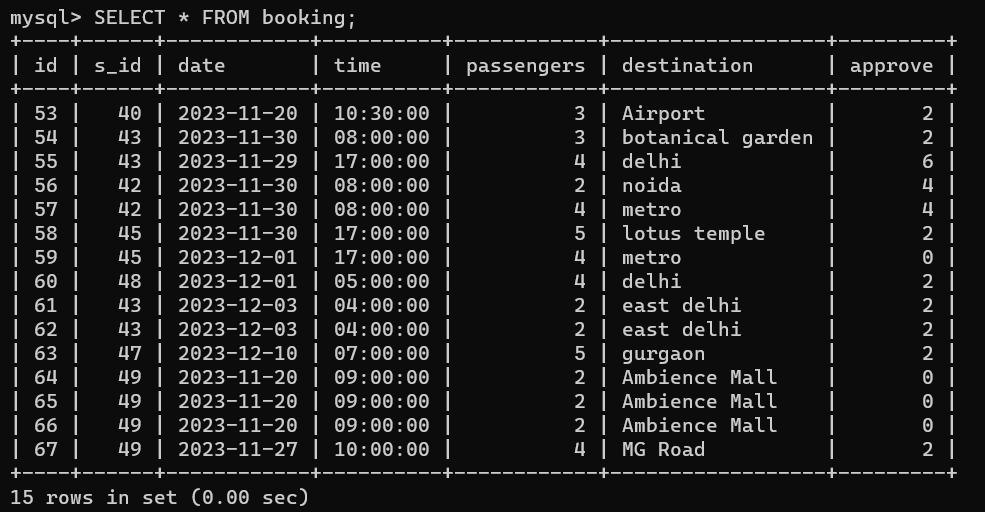 mysql> SELECT * FROM booking;
+----+------+------------+----------+------------+------------------+---------+
| id | s_id | date       | time     | passengers | destination      | approve |
+----+------+------------+----------+------------+------------------+---------+
| 53 |   40 | 2023-11-20 | 10:30:00 |          3 | Airport          |       2 |
| 54 |   43 | 2023-11-30 | 08:00:00 |          3 | botanical garden |       2 |
| 55 |   43 | 2023-11-29 | 17:00:00 |          4 | delhi            |       6 |
| 56 |   42 | 2023-11-30 | 08:00:00 |          2 | noida            |       4 |
| 57 |   42 | 2023-11-30 | 08:00:00 |          4 | metro            |       4 |
| 58 |   45 | 2023-11-30 | 17:00:00 |          5 | lotus temple     |       2 |
| 59 |   45 | 2023-12-01 | 17:00:00 |          4 | metro            |       0 |
| 60 |   48 | 2023-12-01 | 05:00:00 |          4 | delhi            |       2 |
| 61 |   43 | 2023-12-03 | 04:00:00 |          2 | east delhi       |       2 |
| 62 |   43 | 2023-12-03 | 04:00:00 |          2 | east delhi       |       2 |
| 63 |   47 | 2023-12-10 | 07:00:00 |          5 | gurgaon          |       2 |
| 64 |   49 | 2023-11-20 | 09:00:00 |          2 | Ambience Mall    |       0 |
| 65 |   49 | 2023-11-20 | 09:00:00 |          2 | Ambience Mall    |       0 |
| 66 |   49 | 2023-11-20 | 09:00:00 |          2 | Ambience Mall    |       0 |
| 67 |   49 | 2023-11-27 | 10:00:00 |          4 | MG Road          |       2 |
+----+------+------------+----------+------------+------------------+---------+
15 rows in set (0.00 sec)